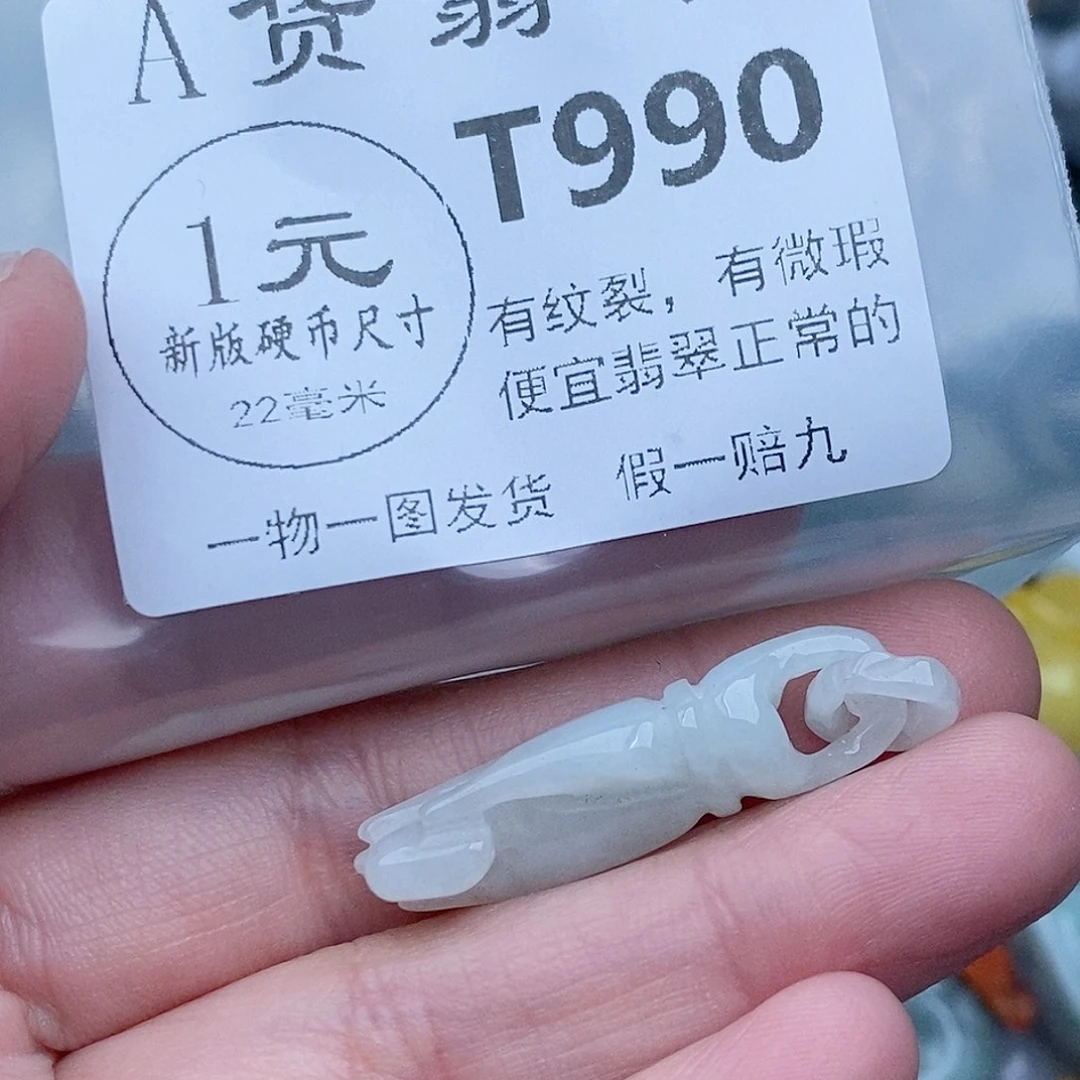 A货翡
T990
1元
新版硬币尺寸
22毫米
有纹裂，有微瑕
便宜翡翠正常的
一物一图发货 假一赔九